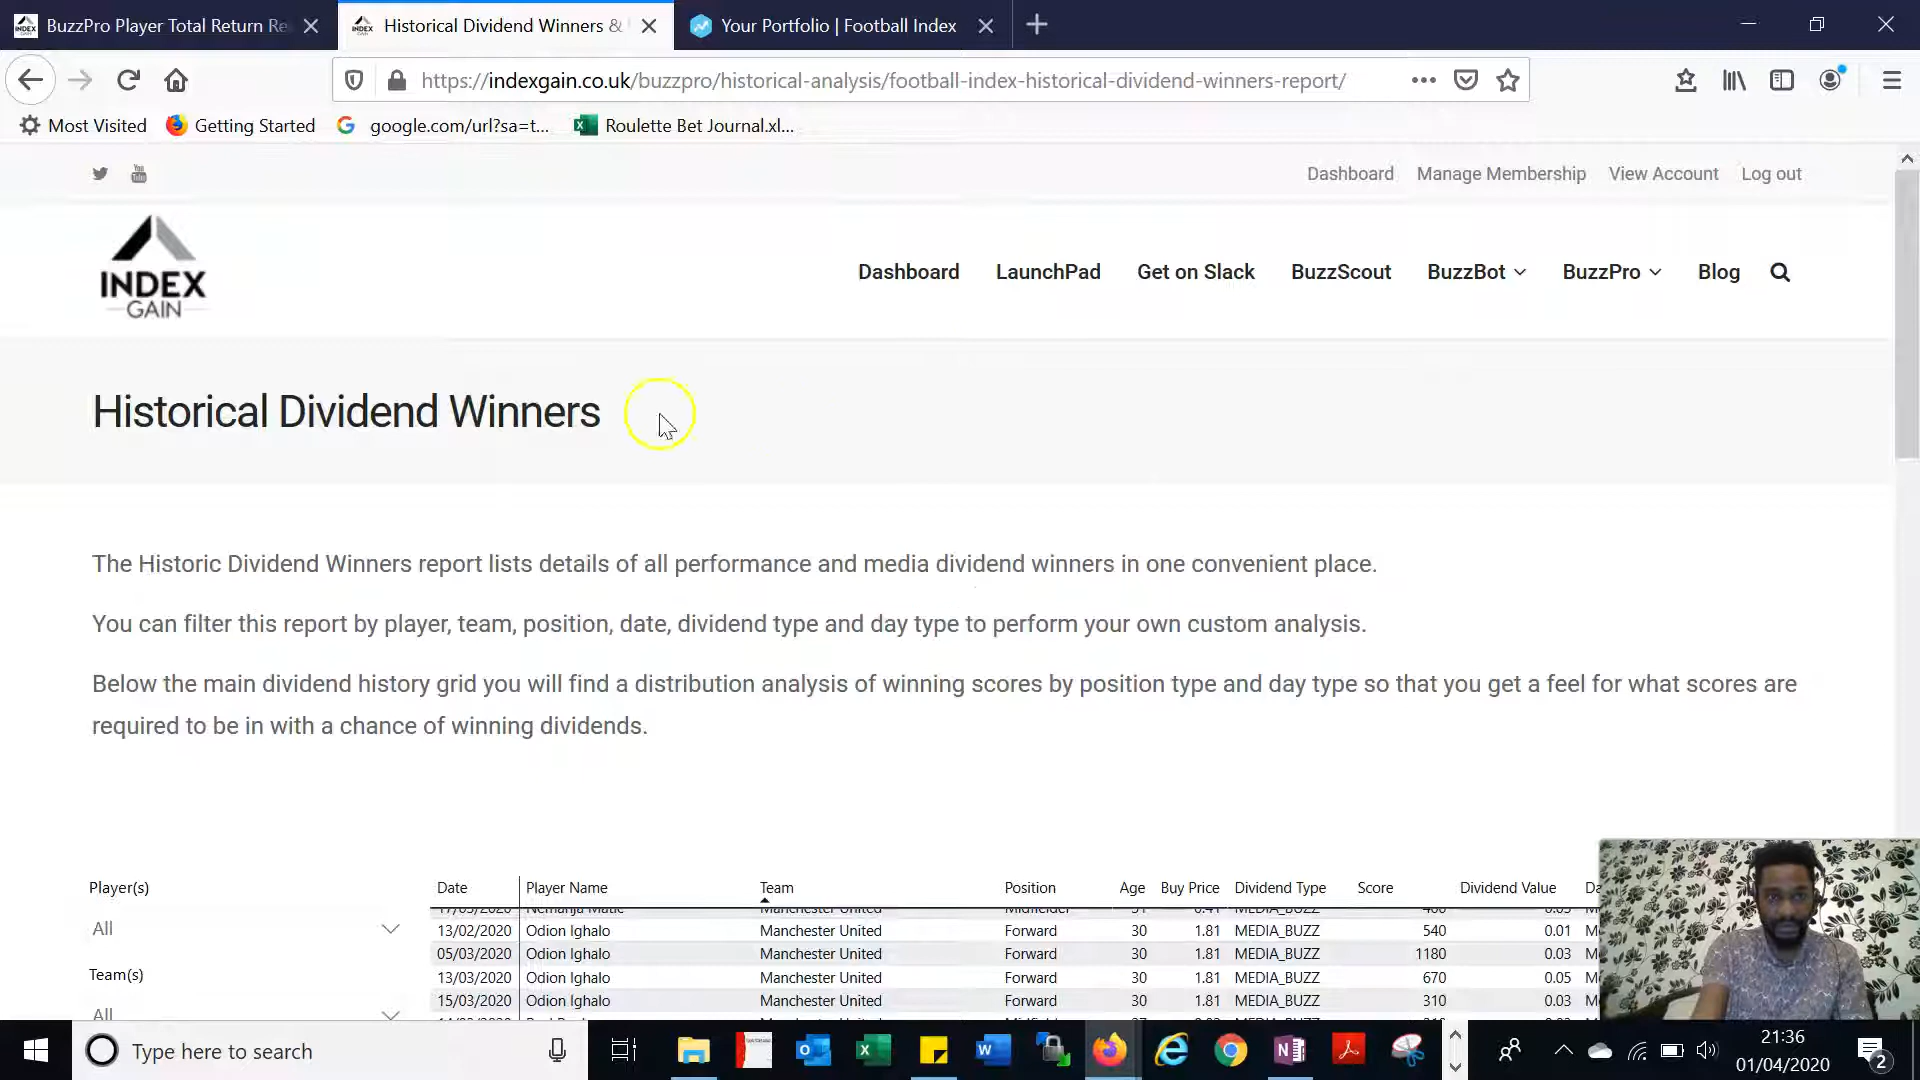 BuzzPro Player Total Return Re
Historical Dividend Winners &
Your Portfolio | Football Index
https://indexgain.co.uk/buzzpro/historical-analysis/football-index-historical-dividend-winners-report/
Most Visited
Getting Started
google.com/url?sa=t...
Roulette Bet Journal.xl...
Dashboard
Manage Membership
View Account
Log out
INDEX
GAIN
Dashboard
LaunchPad
Get on Slack
BuzzScout
BuzzBot
BuzzPro
Blog
Historical Dividend Winners
The Historic Dividend Winners report lists details of all performance and media dividend winners in one convenient place.
You can filter this report by player, team, position, date, dividend type and day type to perform your own custom analysis.
Below the main dividend history grid you will find a distribution analysis of winning scores by position type and day type so that you get a feel for what scores are
required to be in with a chance of winning dividends.
Player(s)
All
Team(s)
All
Date Player Name Team Position Age Buy Price Dividend Type Score Dividend Value
Nemanja Matic Manchester United Midfielder MEDIA_BUZZ
13/02/2020 Odion Ighalo Manchester United Forward 30 1.81 MEDIA_BUZZ 540 0.01
05/03/2020 Odion Ighalo Manchester United Forward 30 1.81 MEDIA_BUZZ 1180 0.03
13/03/2020 Odion Ighalo Manchester United Forward 30 1.81 MEDIA_BUZZ 670 0.05
15/03/2020 Odion Ighalo Manchester United Forward 30 1.81 MEDIA_BUZZ 310 0.03
Type here to search
21:36
01/04/2020
2